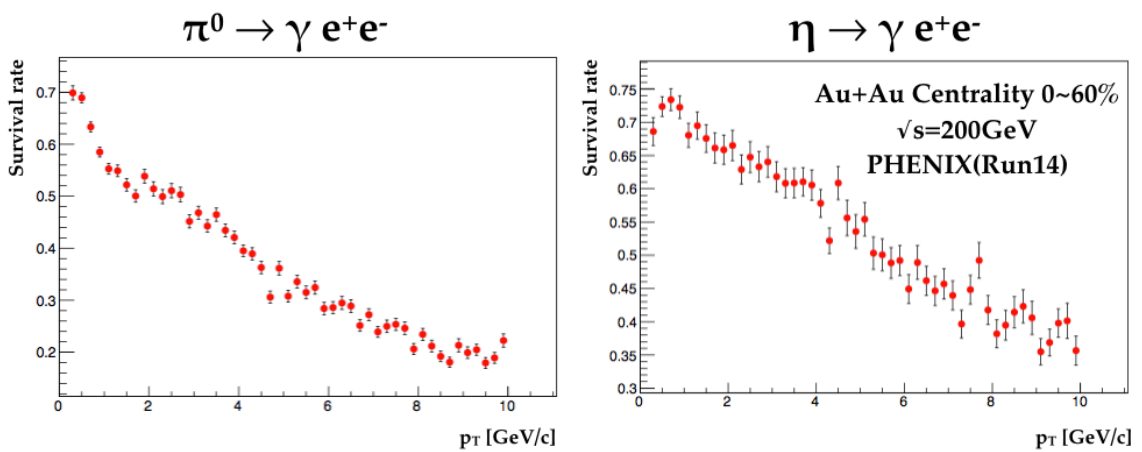 π⁰ → γ e⁺e⁻
Survival rate
0.7
0.6
0.5
0.4
0.3
0.2
0 2 4 6 8 10
p_T [GeV/c]
η → γ e⁺e⁻
Survival rate
Au+Au Centrality 0~60%
√s=200GeV
PHENIX(Run14)
0.75
0.7
0.65
0.6
0.55
0.5
0.45
0.4
0.35
0.3
0 2 4 6 8 10
p_T [GeV/c]